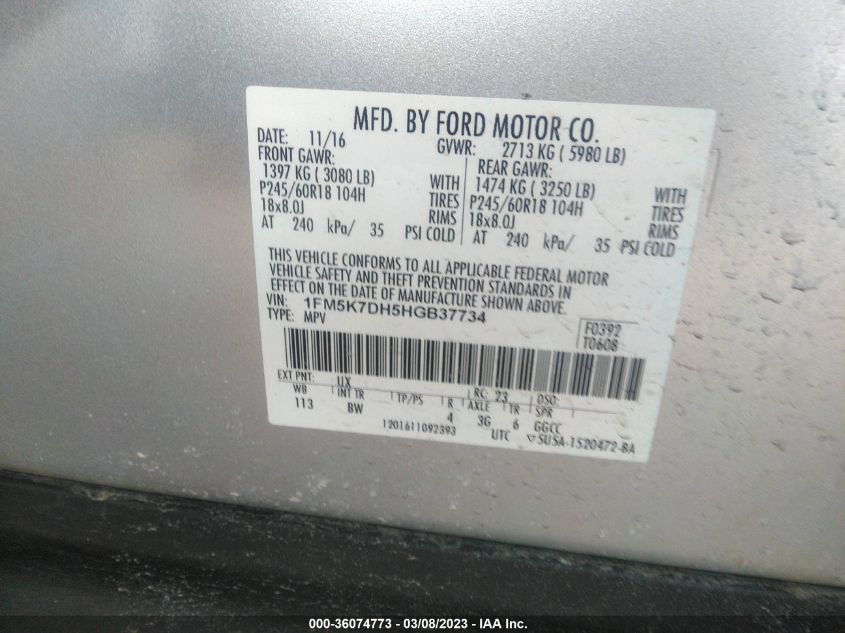 MFD. BY FORD MOTOR CO.
DATE: 11/16 GVWR: 2713 KG ( 5980 LB)
FRONT GAWR: REAR GAWR:
1397 KG ( 3080 LB) WITH 1474 KG ( 3250 LB) WITH
P245/60R18 104H TIRES P245/60R18 104H TIRES
18x8.0J RIMS 18x8.0J RIMS
AT 240 kPa/ 35 PSI COLD AT 240 kPa/ 35 PSI COLD
THIS VEHICLE CONFORMS TO ALL APPLICABLE FEDERAL MOTOR
VEHICLE SAFETY AND THEFT PREVENTION STANDARDS IN
EFFECT ON THE DATE OF MANUFACTURE SHOWN ABOVE.
VIN: 1FM5K7DH5HGB37734
TYPE: MPV
F0392
T0608
EXT PNT: UX RC: 23 DSO:
WB INT TR TP/PS R AXLE TR SPR
113 BW 4 3G 6 GGCC
1201611092393 UTC ▽SU5A-1520472-BA
000-36074773 - 03/08/2023 - IAA Inc.